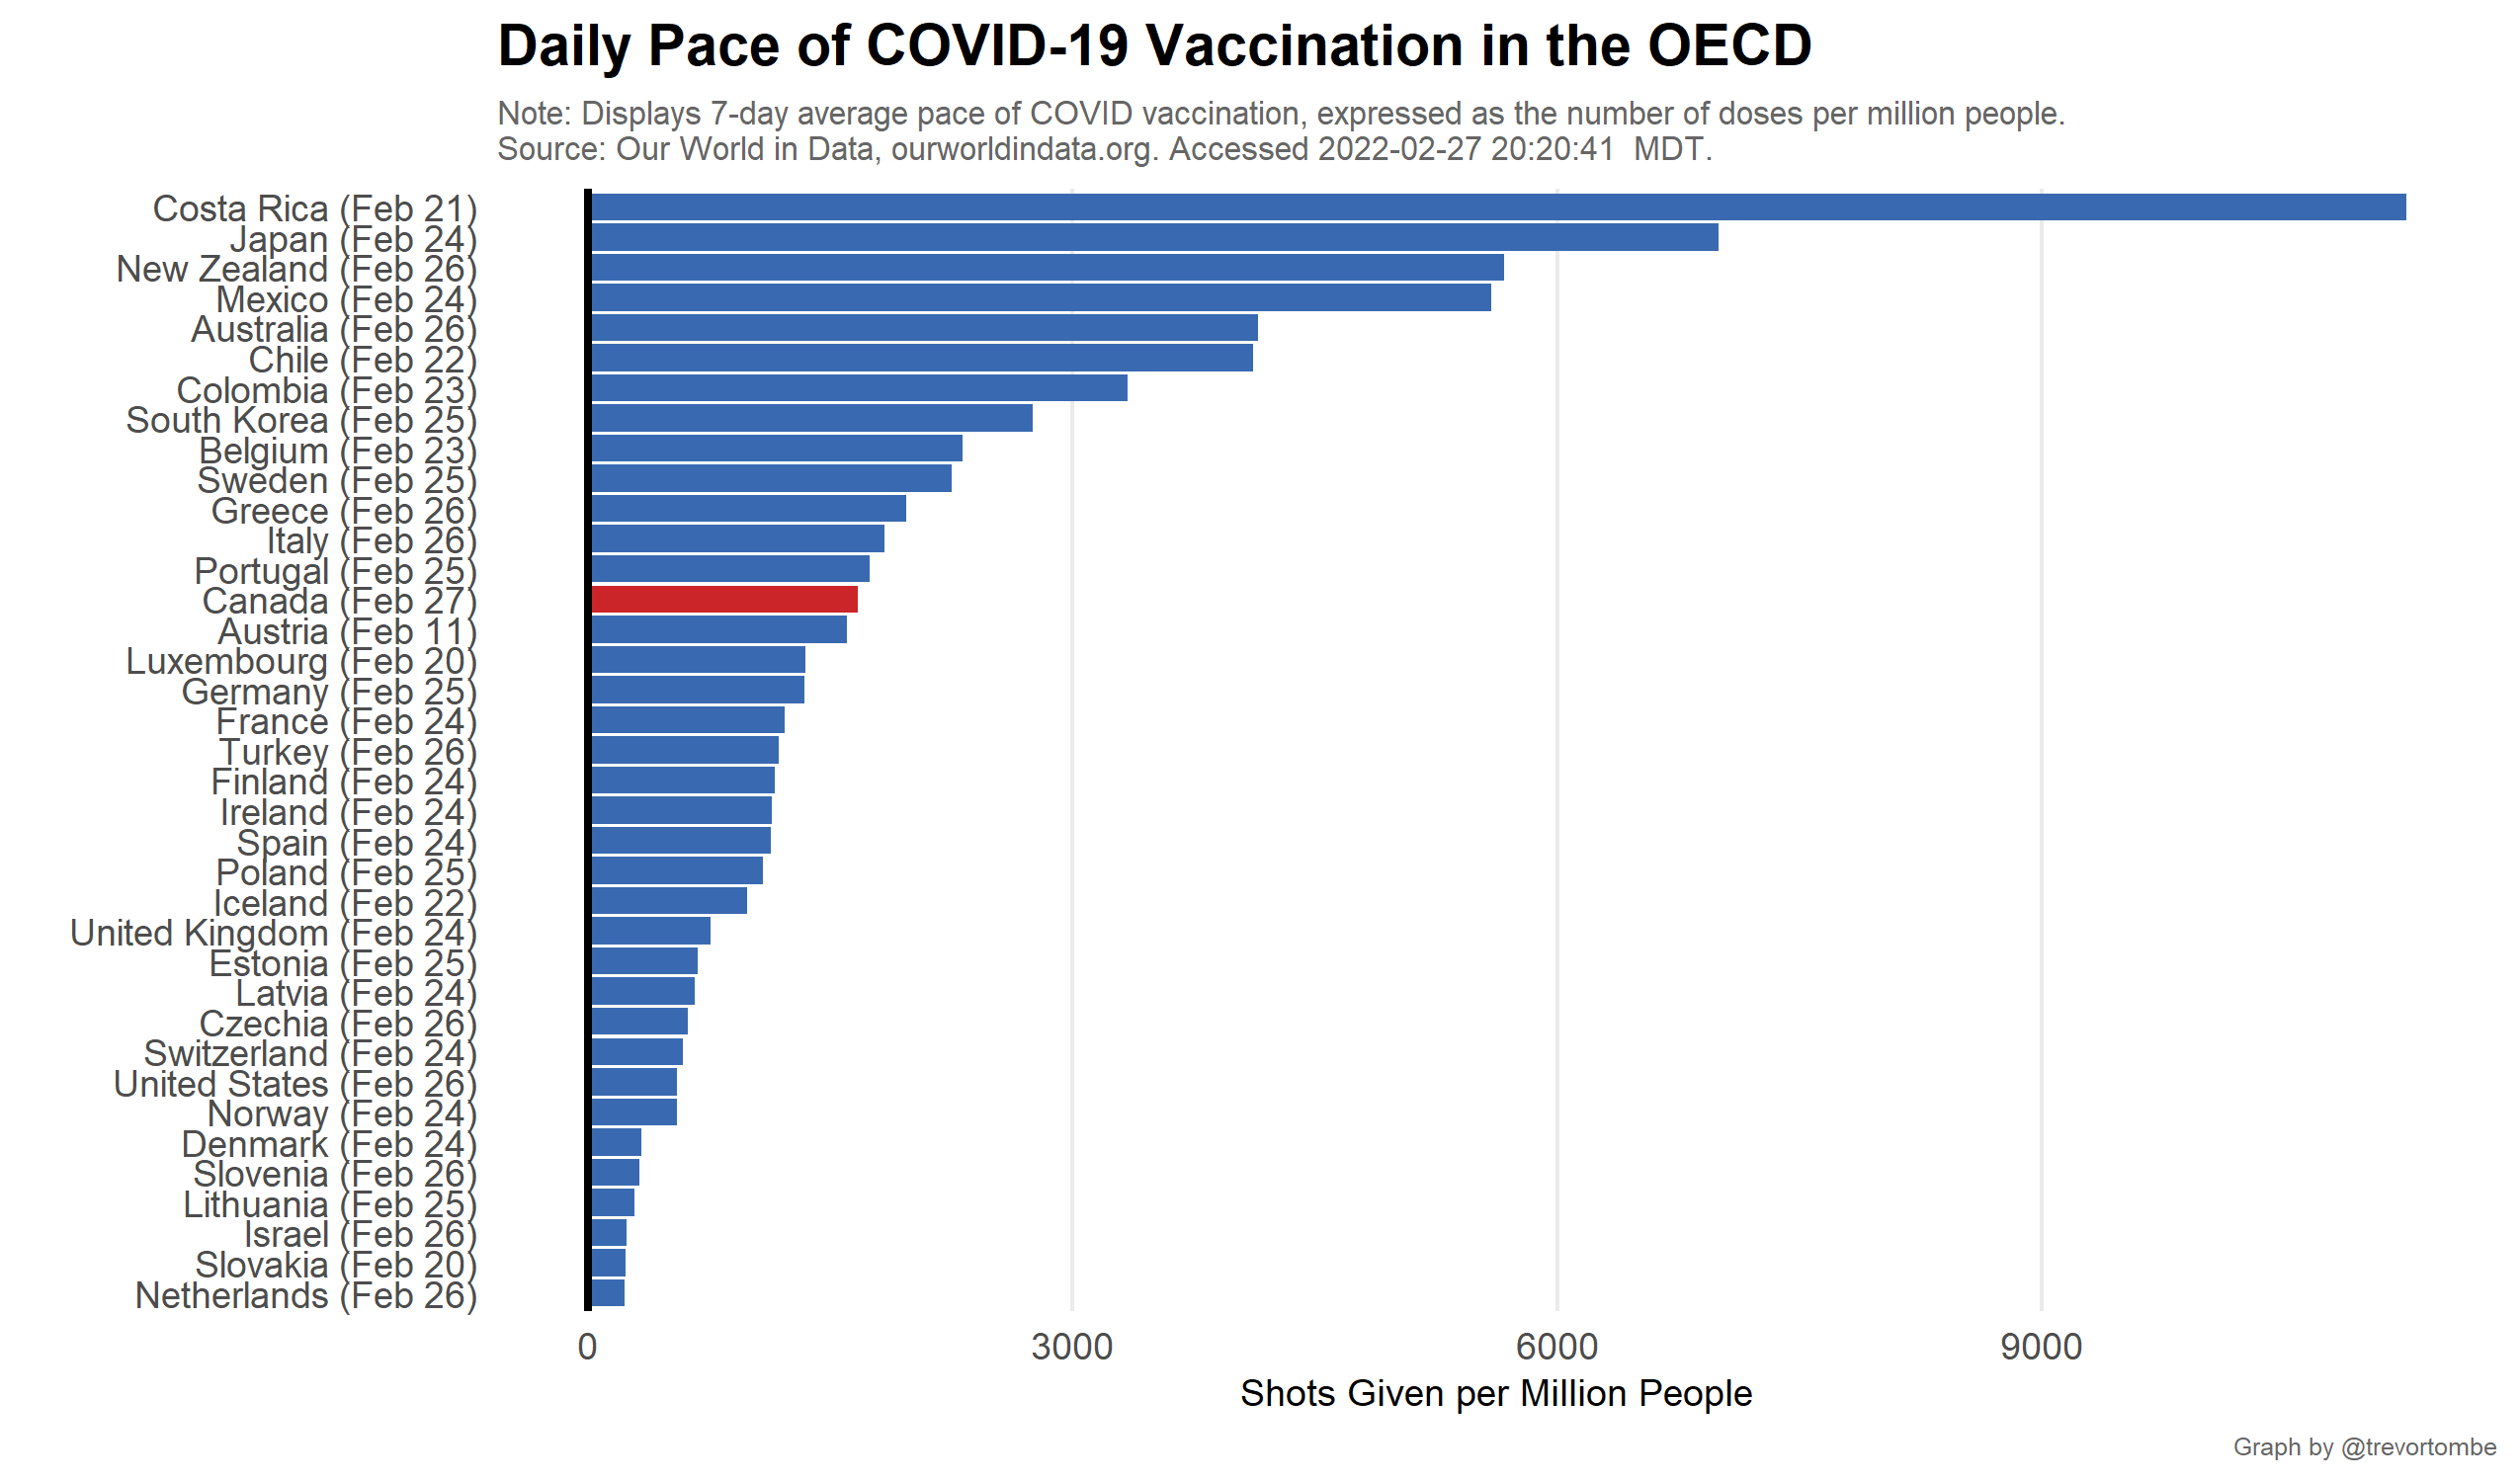 Daily Pace of COVID-19 Vaccination in the OECD
Note: Displays 7-day average pace of COVID vaccination, expressed as the number of doses per million people.
Source: Our World in Data, ourworldindata.org. Accessed 2022-02-27 20:20:41  MDT.
Costa Rica (Feb 21)
Japan (Feb 24)
New Zealand (Feb 26)
Mexico (Feb 24)
Australia (Feb 26)
Chile (Feb 22)
Colombia (Feb 23)
South Korea (Feb 25)
Belgium (Feb 23)
Sweden (Feb 25)
Greece (Feb 26)
Italy (Feb 26)
Portugal (Feb 25)
Canada (Feb 27)
Austria (Feb 11)
Luxembourg (Feb 20)
Germany (Feb 25)
France (Feb 24)
Turkey (Feb 26)
Finland (Feb 24)
Ireland (Feb 24)
Spain (Feb 24)
Poland (Feb 25)
Iceland (Feb 22)
United Kingdom (Feb 24)
Estonia (Feb 25)
Latvia (Feb 24)
Czechia (Feb 26)
Switzerland (Feb 24)
United States (Feb 26)
Norway (Feb 24)
Denmark (Feb 24)
Slovenia (Feb 26)
Lithuania (Feb 25)
Israel (Feb 26)
Slovakia (Feb 20)
Netherlands (Feb 26)
0 3000 6000 9000
Shots Given per Million People
Graph by @trevortombe